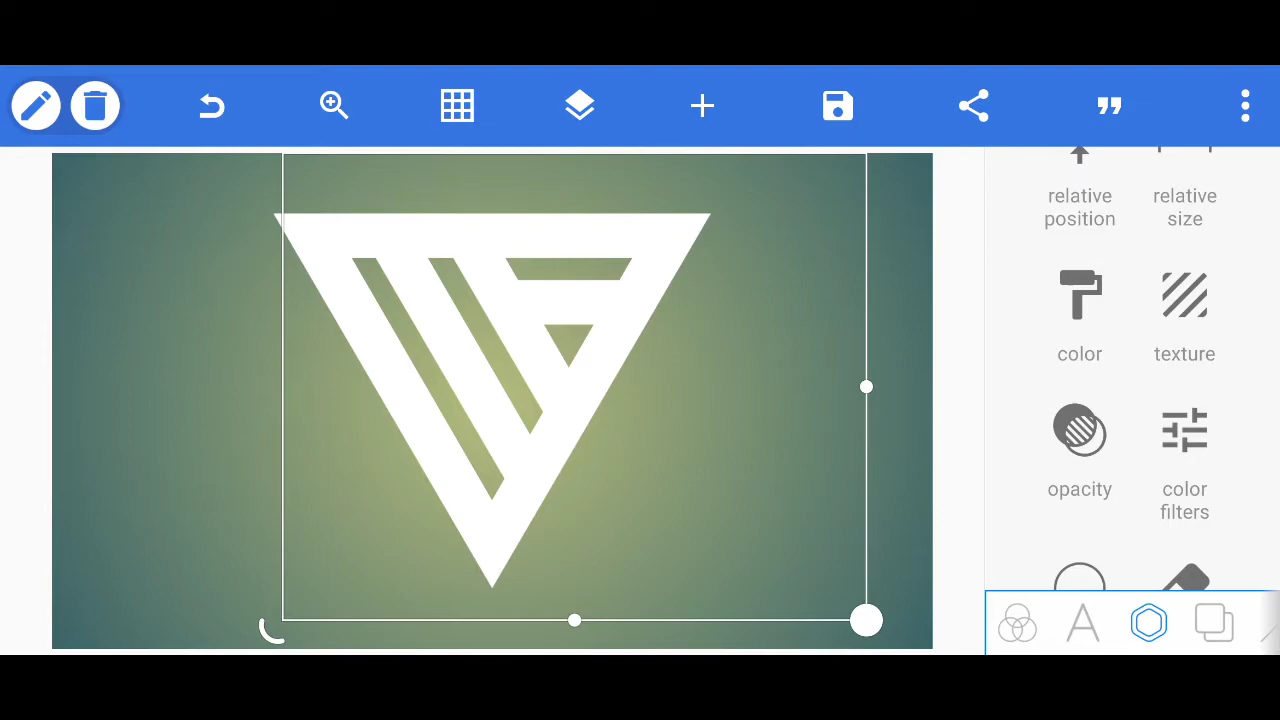 relative position
relative size
color
texture
opacity
color filters